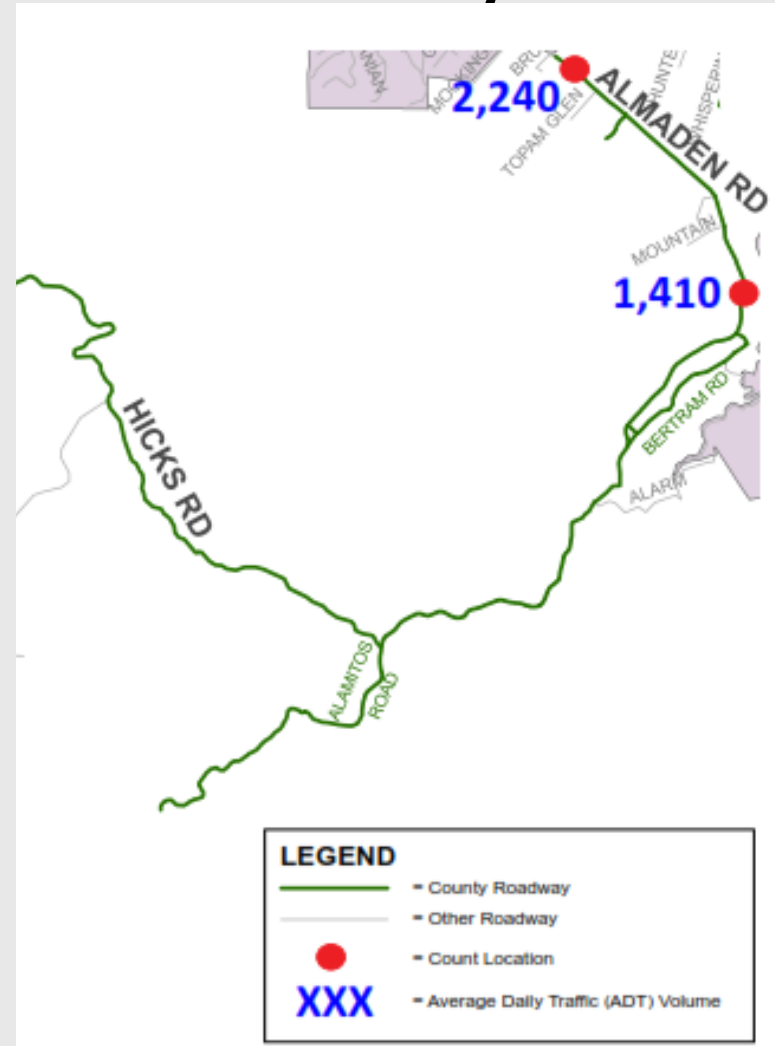 2,240
TOPAM GLEN
ALMADEN RD
MOUNTAIN
1,410
BERTRAM RD
ALARM
HICKS RD
ALAMITOS
ROAD
LEGEND
= County Roadway
= Other Roadway
= Count Location
XXX = Average Daily Traffic (ADT) Volume